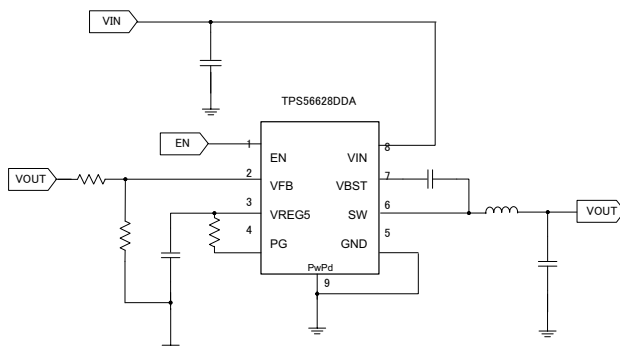 VIN
TPS56628DDA
EN
1
8
EN
VIN
VOUT
2
7
VFB
VBST
3
6
VREG5
SW
VOUT
4
5
PG
GND
PwPd
9